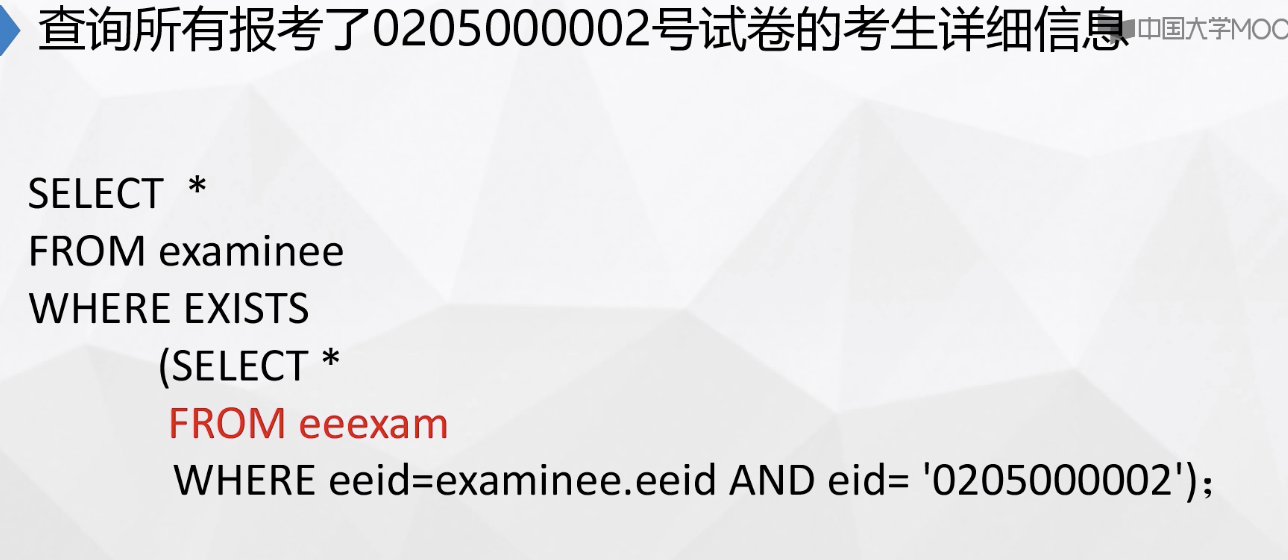 查询所有报考了0205000002号试卷的考生详细信息
中国大学MOO
SELECT *
FROM examinee
WHERE EXISTS
(SELECT *
FROM eeexam
WHERE eeid=examinee.eeid AND eid= '0205000002');